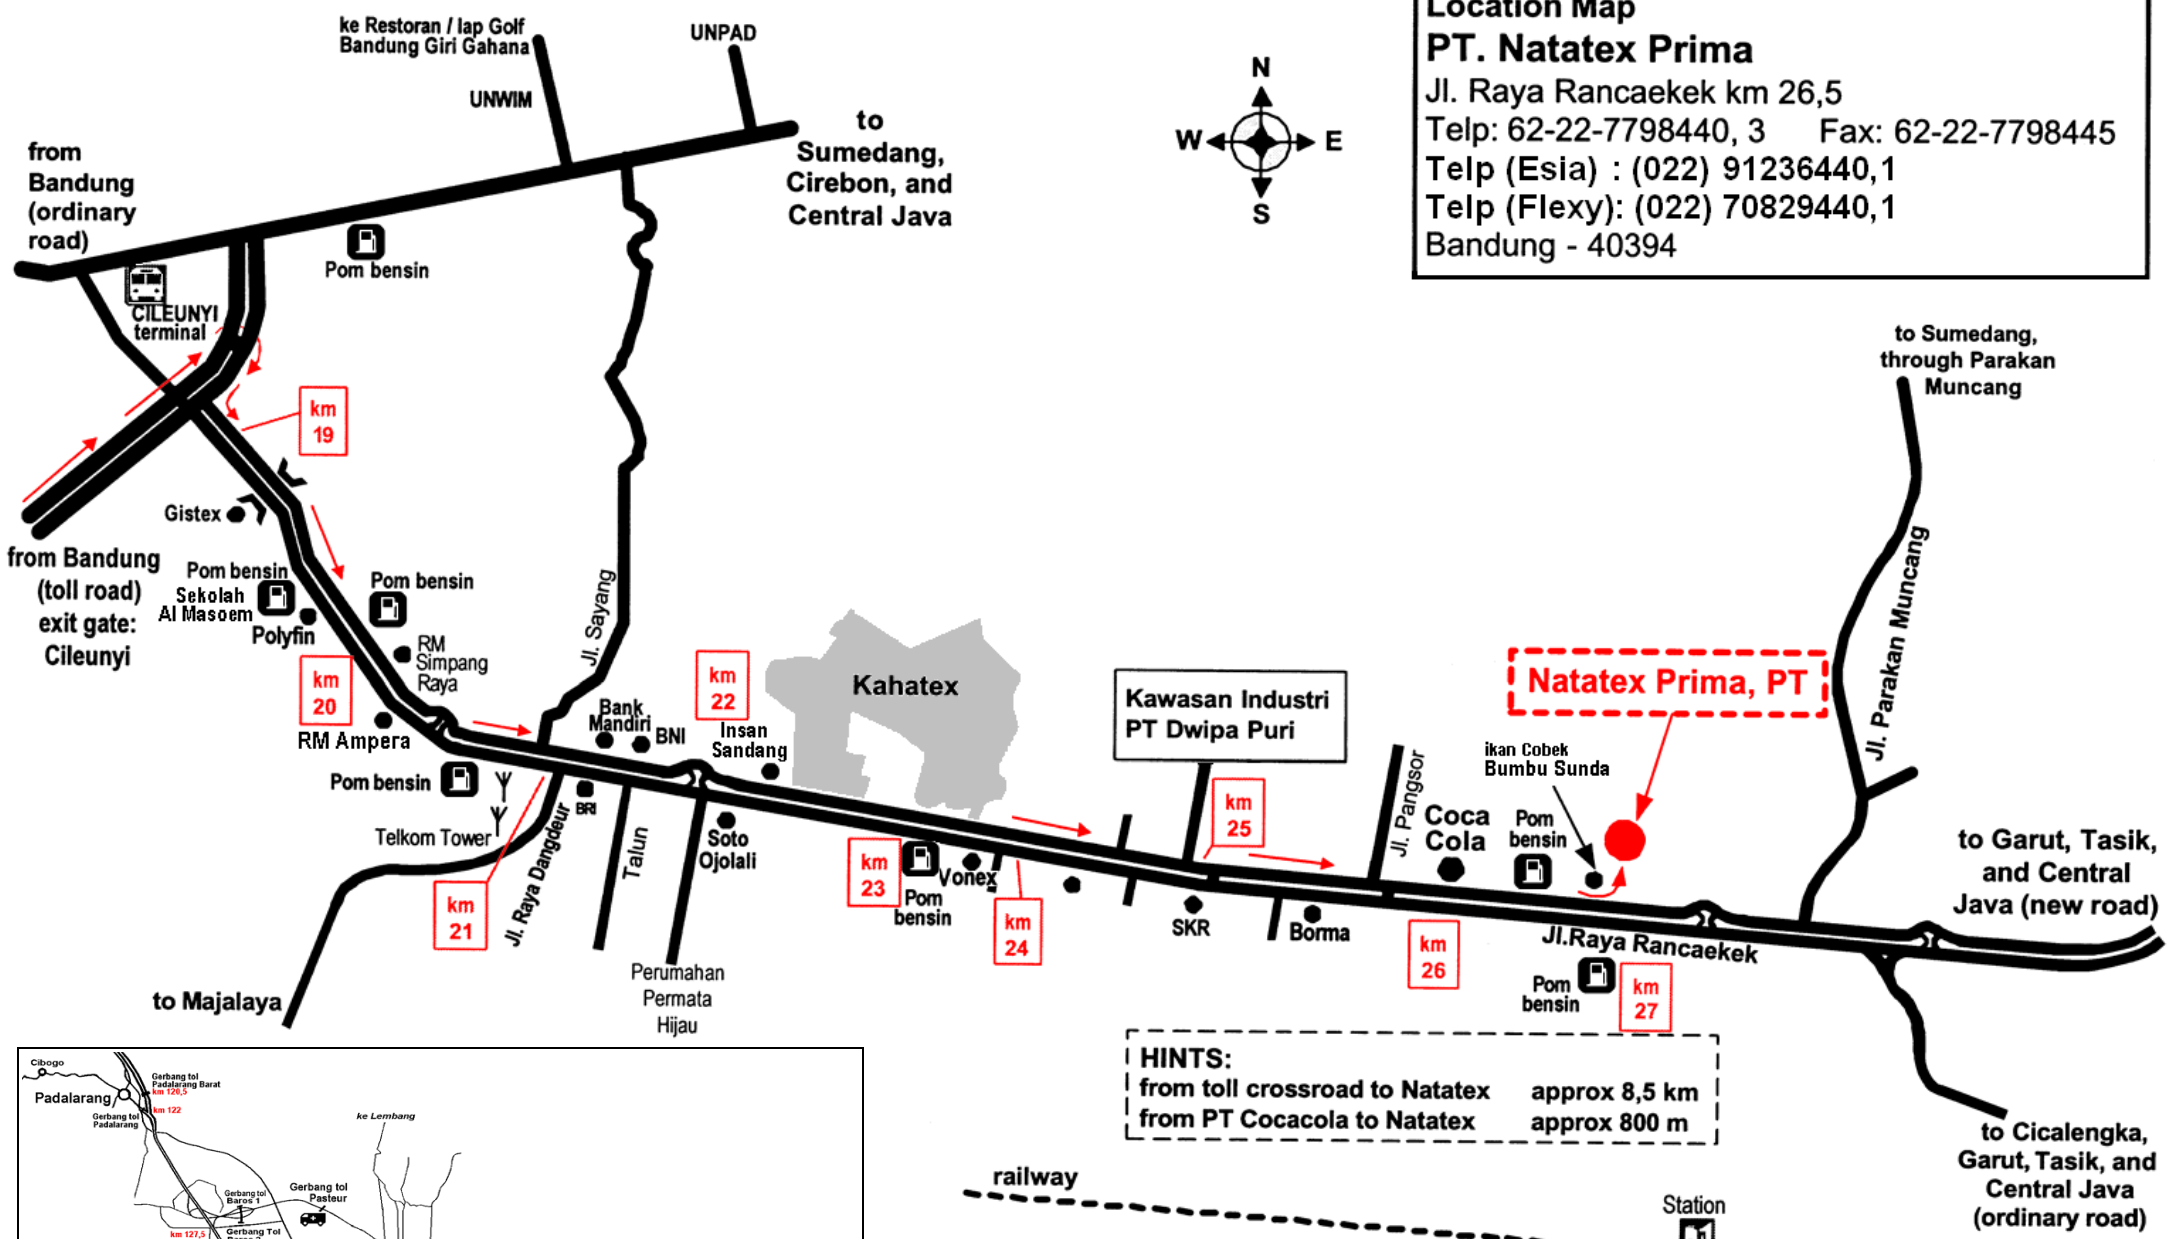 ke Restoran / lap Golf
Bandung Giri Gahana
UNPAD
UNWIM
from
Bandung
(ordinary
road)
to
Sumedang,
Cirebon, and
Central Java
N
W
E
S
Location Map
PT. Natatex Prima
Jl. Raya Rancaekek km 26,5
Telp: 62-22-7798440, 3 Fax: 62-22-7798445
Telp (Esia) : (022) 91236440,1
Telp (Flexy): (022) 70829440,1
Bandung - 40394
Pom bensin
CILEUNYI
terminal
km
19
Gistex
from Bandung
(toll road)
exit gate:
Cileunyi
Pom bensin
Sekolah
Al Masoem
Polyfin
Pom bensin
RM
Simpang
Raya
km
20
RM Ampera
Pom bensin
Telkom Tower
km
21
to Majalaya
Jl. Sayang
Bank
Mandiri
BNI
BRI
Jl. Raya Dangdeur
Talun
Perumahan
Permata
Hijau
km
22
Insan
Sandang
Soto
Ojolali
Kahatex
km
23
Pom
bensin
Vonex
km
24
Kawasan Industri
PT Dwipa Puri
km
25
SKR
Borma
Jl. Pangsor
Coca
Cola
Pom
bensin
ikan Cobek
Bumbu Sunda
Natatex Prima, PT
km
26
Jl.Raya Rancaekek
Pom
bensin
km
27
to Sumedang,
through Parakan
Muncang
Jl. Parakan Muncang
to Garut, Tasik,
and Central
Java (new road)
to Cicalengka,
Garut, Tasik, and
Central Java
(ordinary road)
HINTS:
from toll crossroad to Natatex approx 8,5 km
from PT Cocacola to Natatex approx 800 m
railway
Station
Cibogo
Padalarang
Gerbang tol
Padalarang Barat
km 120,5
km 122
Gerbang tol
Padalarang
ke Lembang
Gerbang tol
Baros 1
Gerbang tol
Pasteur
km 127,5
Gerbang Tol